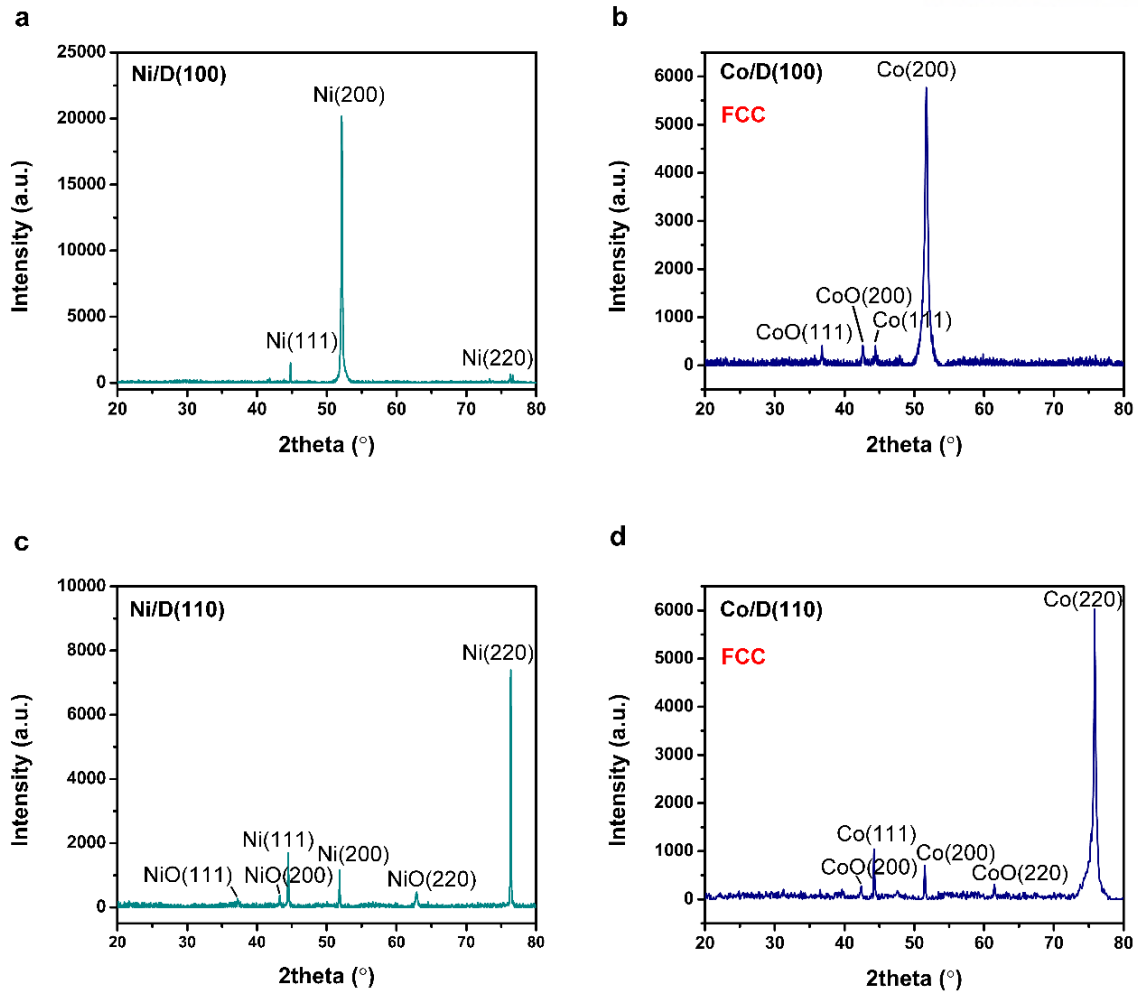 a
Ni/D(100)
Ni(200)
Ni(111)
Ni(220)
25000
20000
15000
10000
5000
0
20 30 40 50 60 70 80
Intensity (a.u.)
2theta (°)
b
Co/D(100)
FCC
Co(200)
CoO(200)
CoO(111)
Co(111)
6000
5000
4000
3000
2000
1000
0
20 30 40 50 60 70 80
Intensity (a.u.)
2theta (°)
c
Ni/D(110)
Ni(220)
Ni(111)
Ni(200)
NiO(111)
NiO(200)
NiO(220)
10000
8000
6000
4000
2000
0
20 30 40 50 60 70 80
Intensity (a.u.)
2theta (°)
d
Co/D(110)
FCC
Co(220)
Co(111)
CoO(200)
Co(200)
CoO(220)
6000
5000
4000
3000
2000
1000
0
20 30 40 50 60 70 80
Intensity (a.u.)
2theta (°)